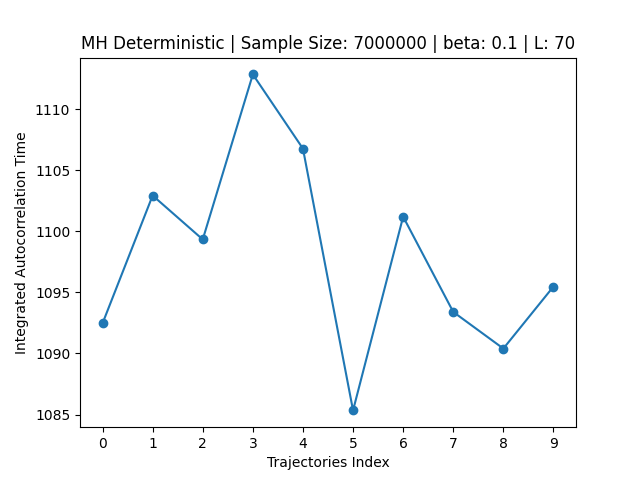 MH Deterministic | Sample Size: 7000000 | beta: 0.1 | L: 70
Integrated Autocorrelation Time
1110
1105
1100
1095
1090
1085
0 1 2 3 4 5 6 7 8 9
Trajectories Index